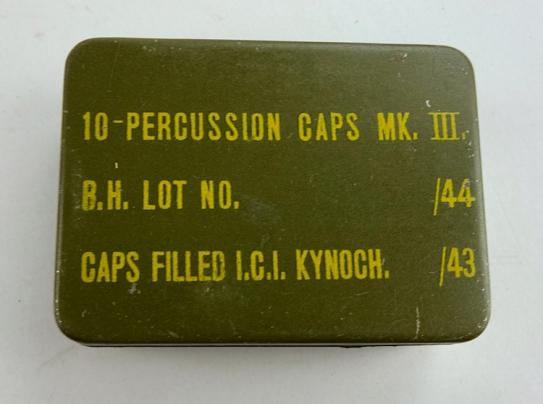 10-PERCUSSION CAPS MK. III.
B.H. LOT NO. /44
CAPS FILLED I.C.I. KYNOCH. /43